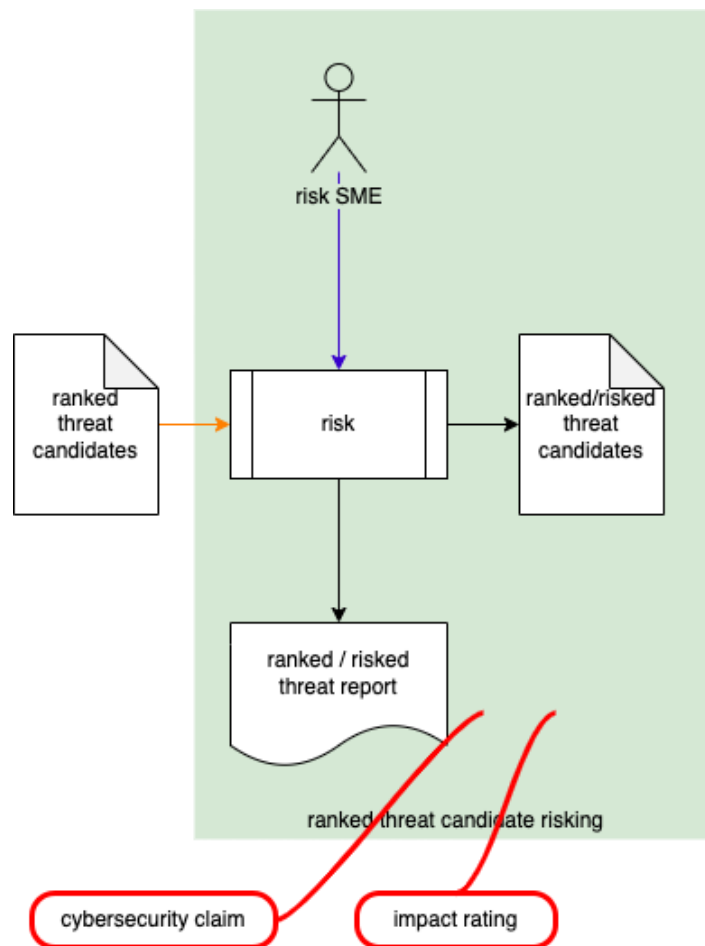 risk SME
ranked
threat
candidates
risk
ranked/risked
threat
candidates
ranked / risked
threat report
ranked threat candidate risking
cybersecurity claim
impact rating